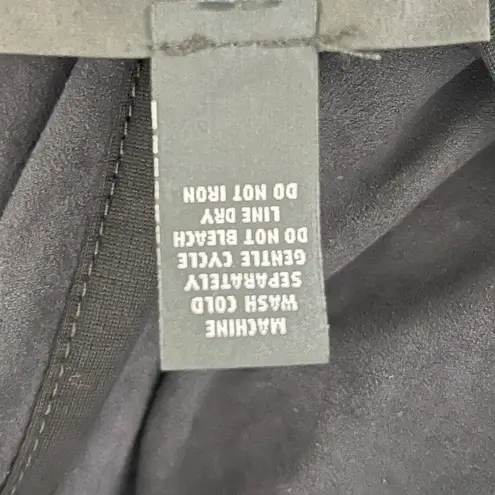 MACHINE
WASH COLD
SEPARATELY
GENTLE CYCLE
DO NOT BLEACH
LINE DRY
DO NOT IRON